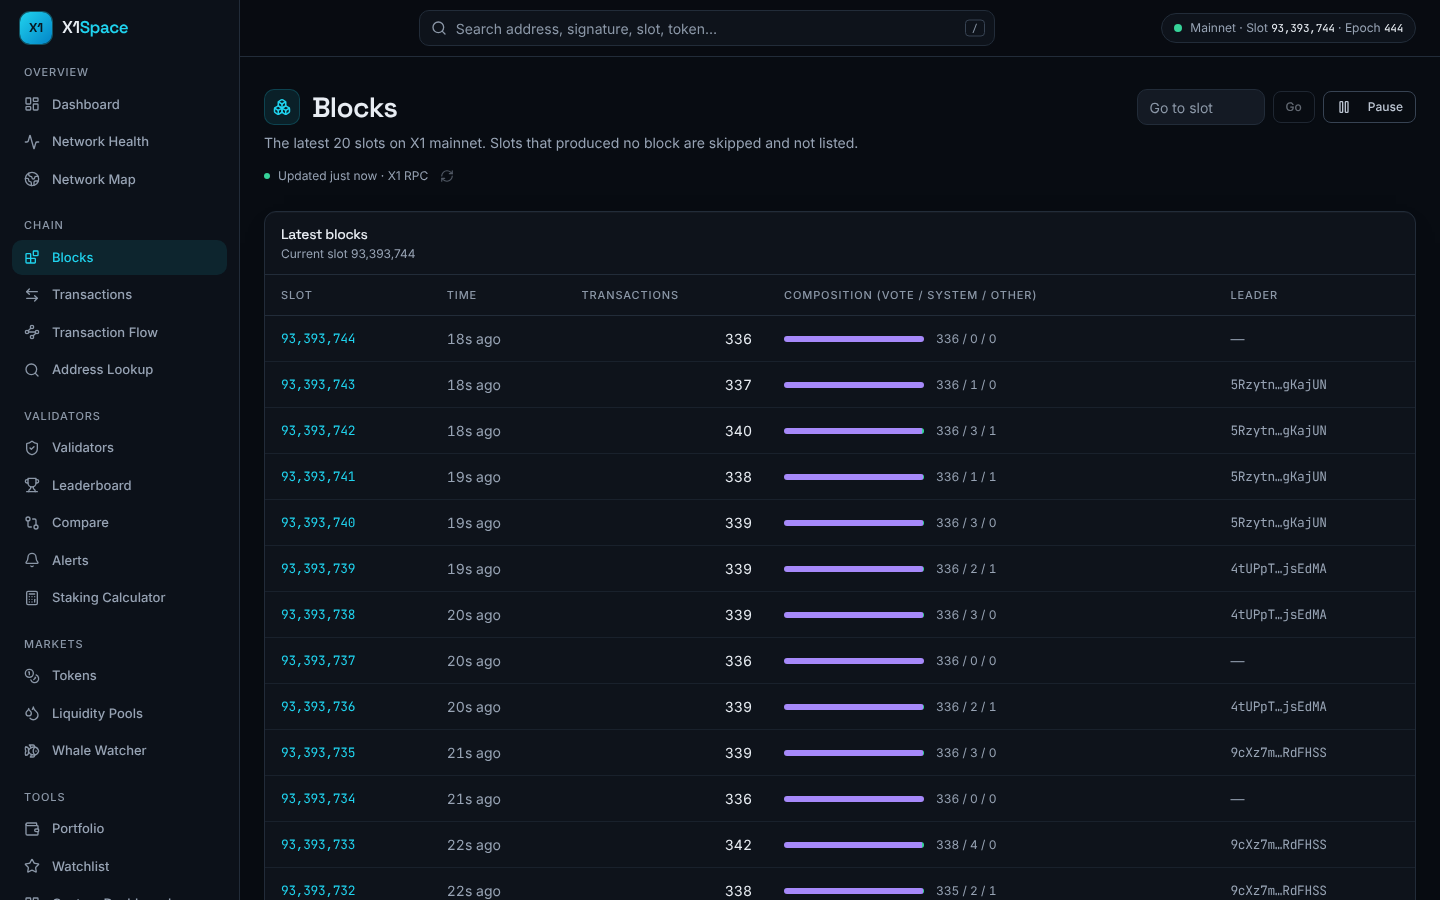 X1 X1Space
Search address, signature, slot, token... /
Mainnet · Slot 93,393,744 · Epoch 444
OVERVIEW
Dashboard
Network Health
Network Map
CHAIN
Blocks
Transactions
Transaction Flow
Address Lookup
VALIDATORS
Validators
Leaderboard
Compare
Alerts
Staking Calculator
MARKETS
Tokens
Liquidity Pools
Whale Watcher
TOOLS
Portfolio
Watchlist
Blocks
Go to slot Go Pause
The latest 20 slots on X1 mainnet. Slots that produced no block are skipped and not listed.
Updated just now · X1 RPC
Latest blocks
Current slot 93,393,744
SLOT TIME TRANSACTIONS COMPOSITION (VOTE / SYSTEM / OTHER) LEADER
93,393,744 18s ago 336 336 / 0 / 0 —
93,393,743 18s ago 337 336 / 1 / 0 5Rzytn…gKajUN
93,393,742 18s ago 340 336 / 3 / 1 5Rzytn…gKajUN
93,393,741 19s ago 338 336 / 1 / 1 5Rzytn…gKajUN
93,393,740 19s ago 339 336 / 3 / 0 5Rzytn…gKajUN
93,393,739 19s ago 339 336 / 2 / 1 4tUPpT…jsEdMA
93,393,738 20s ago 339 336 / 3 / 0 4tUPpT…jsEdMA
93,393,737 20s ago 336 336 / 0 / 0 —
93,393,736 20s ago 339 336 / 2 / 1 4tUPpT…jsEdMA
93,393,735 21s ago 339 336 / 3 / 0 9cXz7m…RdFHSS
93,393,734 21s ago 336 336 / 0 / 0 —
93,393,733 22s ago 342 338 / 4 / 0 9cXz7m…RdFHSS
93,393,732 22s ago 338 335 / 2 / 1 9cXz7m…RdFHSS